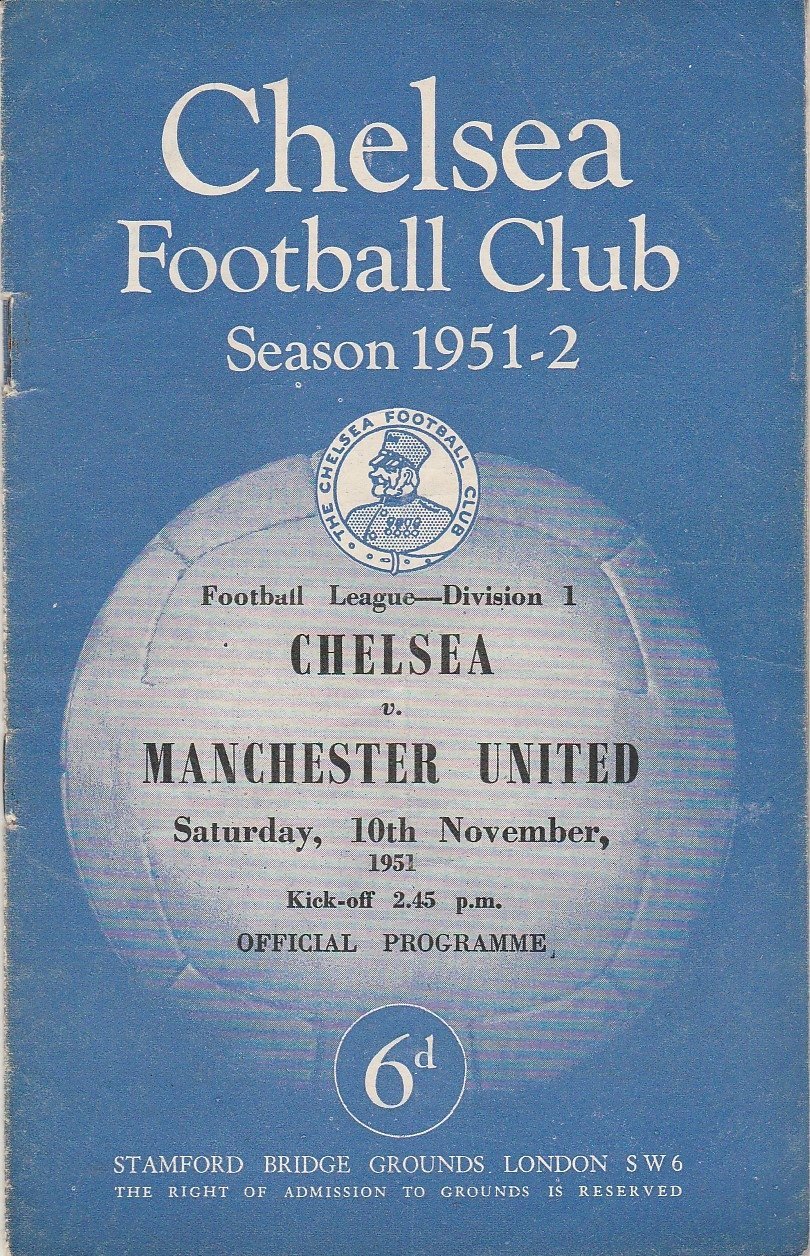 Chelsea
Football Club
Season 1951-2
THE CHELSEA FOOTBALL CLUB
Football League—Division 1
CHELSEA
v.
MANCHESTER UNITED
Saturday, 10th November,
1951
Kick-off 2.45 p.m.
OFFICIAL PROGRAMME
6d
STAMFORD BRIDGE GROUNDS LONDON SW6
THE RIGHT OF ADMISSION TO GROUNDS IS RESERVED